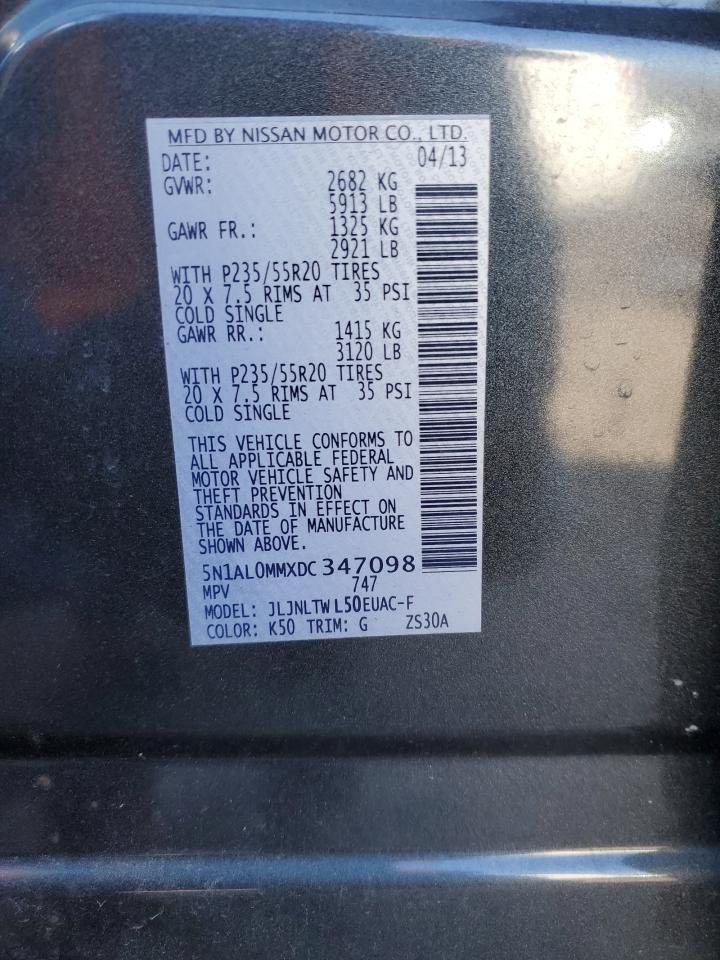 MFD BY NISSAN MOTOR CO., LTD.
DATE: 04/13
GVWR: 2682 KG
5913 LB
GAWR FR.: 1325 KG
2921 LB
WITH P235/55R20 TIRES
20 X 7.5 RIMS AT 35 PSI
COLD SINGLE
GAWR RR.: 1415 KG
3120 LB
WITH P235/55R20 TIRES
20 X 7.5 RIMS AT 35 PSI
COLD SINGLE
THIS VEHICLE CONFORMS TO
ALL APPLICABLE FEDERAL
MOTOR VEHICLE SAFETY AND
THEFT PREVENTION
STANDARDS IN EFFECT ON
THE DATE OF MANUFACTURE
SHOWN ABOVE.
5N1AL0MMXDC347098
MPV 747
MODEL: JLJNLTWL50EUAC-F
COLOR: K50 TRIM: G ZS30A